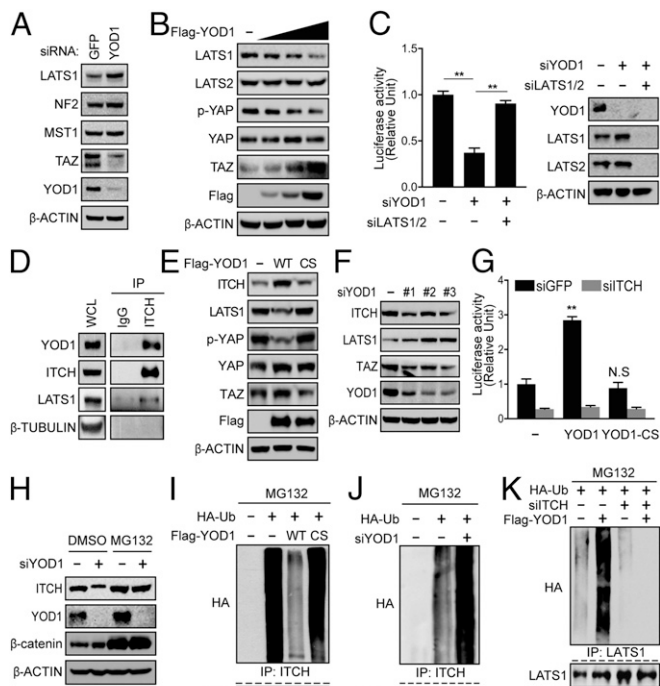 A
siRNA: GFP YOD1
LATS1
NF2
MST1
TAZ
YOD1
β-ACTIN
B
Flag-YOD1 –
LATS1
LATS2
p-YAP
YAP
TAZ
Flag
β-ACTIN
C
Luciferase activity
(Relative Unit)
1.0
0.5
0.0
** **
siYOD1 – + +
siLATS1/2 – – +
siYOD1 – + +
siLATS1/2 – – +
YOD1
LATS1
LATS2
β-ACTIN
D
IP
WCL IgG ITCH
YOD1
ITCH
LATS1
β-TUBULIN
E
Flag-YOD1 – WT CS
ITCH
LATS1
p-YAP
YAP
TAZ
Flag
β-ACTIN
F
siYOD1 – #1 #2 #3
ITCH
LATS1
TAZ
YOD1
β-ACTIN
G
siGFP siITCH
Luciferase activity
(Relative Unit)
4
3
2
1
0
**
N.S
– YOD1 YOD1-CS
H
DMSO MG132
siYOD1 – + – +
ITCH
YOD1
β-catenin
β-ACTIN
I
MG132
HA-Ub – + + +
Flag-YOD1 – – WT CS
HA
IP: ITCH
J
MG132
HA-Ub – + +
siYOD1 – – +
HA
IP: ITCH
K
MG132
HA-Ub + + + +
siITCH – – + +
Flag-YOD1 – + – +
HA
IP: LATS1
LATS1